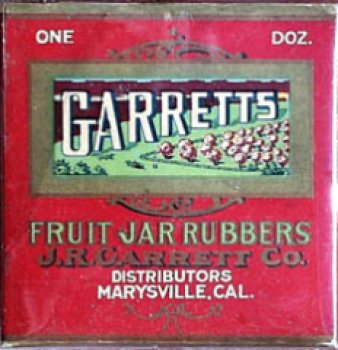 ONE DOZ.
GARRETTS
FRUIT JAR RUBBERS
J.R. GARRETT CO.
DISTRIBUTORS
MARYSVILLE, CAL.